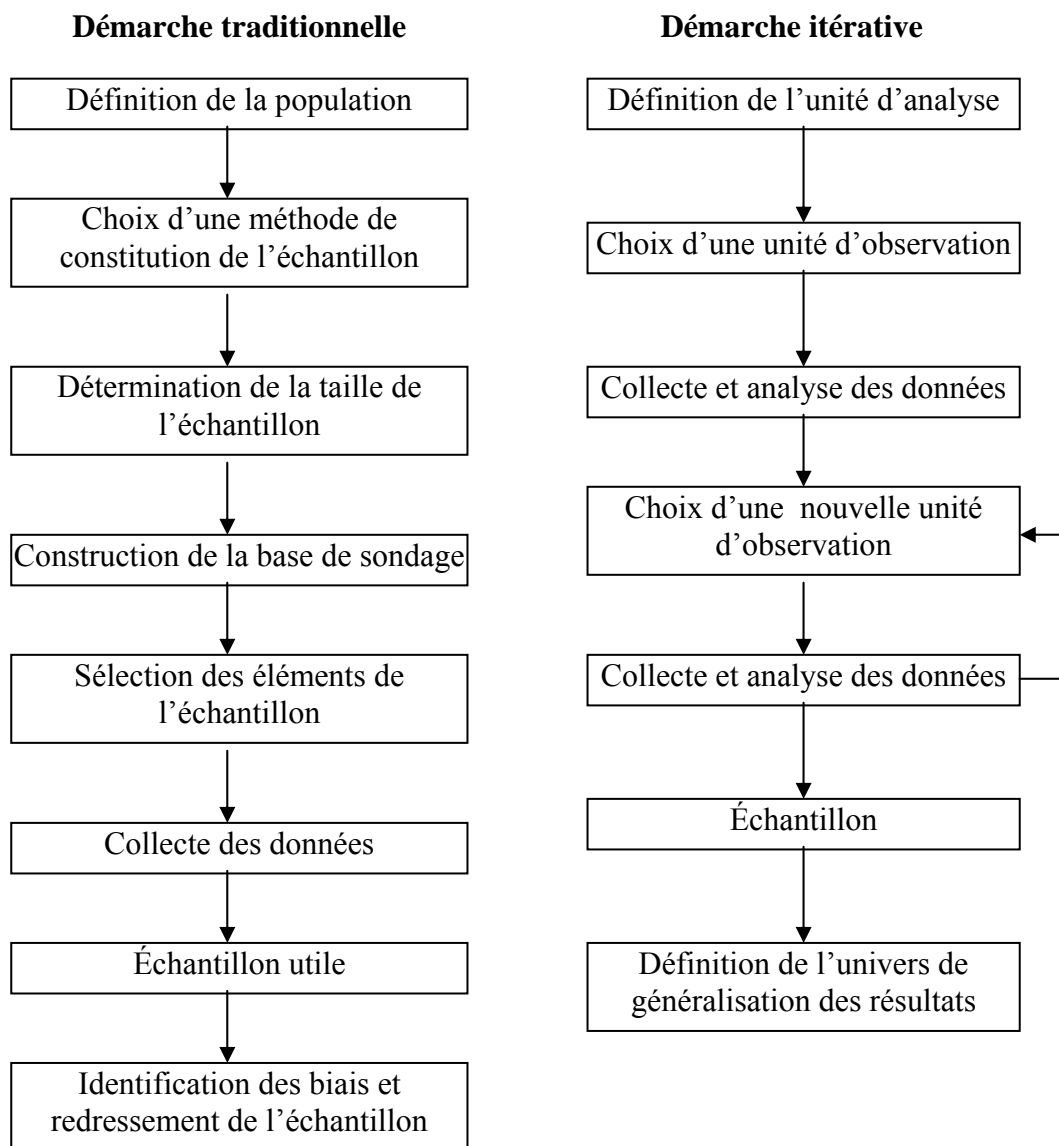 Démarche traditionnelle
Définition de la population
Choix d’une méthode de
constitution de l’échantillon
Détermination de la taille de
l’échantillon
Construction de la base de sondage
Sélection des éléments de
l’échantillon
Collecte des données
Échantillon utile
Identification des biais et
redressement de l’échantillon
Démarche itérative
Définition de l’unité d’analyse
Choix d’une unité d’observation
Collecte et analyse des données
Choix d’une nouvelle unité
d’observation
Collecte et analyse des données
Échantillon
Définition de l’univers de
généralisation des résultats